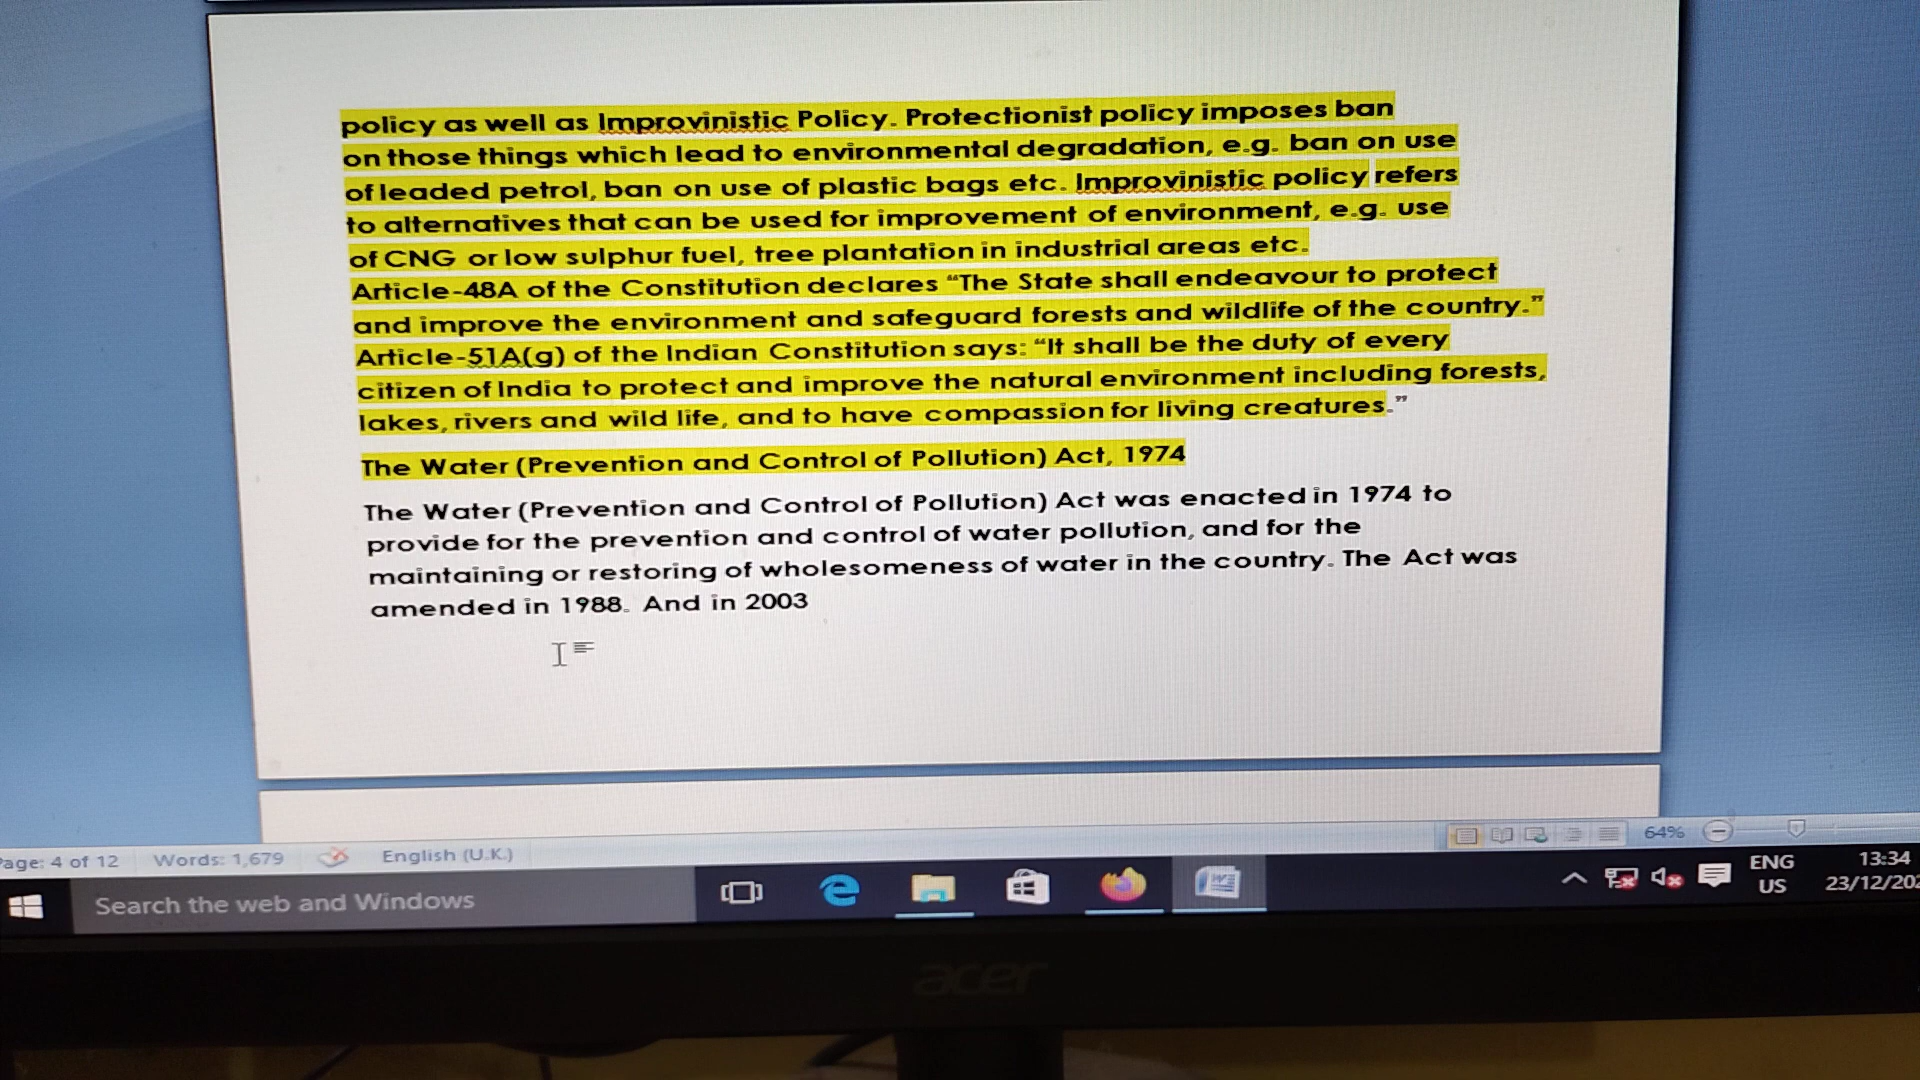 policy as well as Improvinistic Policy. Protectionist policy imposes ban
on those things which lead to environmental degradation, e.g. ban on use
of leaded petrol, ban on use of plastic bags etc. Improvinistic policy refers
to alternatives that can be used for improvement of environment, e.g. use
of CNG or low sulphur fuel, tree plantation in industrial areas etc.
Article-48A of the Constitution declares “The State shall endeavour to protect
and improve the environment and safeguard forests and wildlife of the country.”
Article-51A(g) of the Indian Constitution says: “It shall be the duty of every
citizen of India to protect and improve the natural environment including forests,
lakes, rivers and wild life, and to have compassion for living creatures.”
The Water (Prevention and Control of Pollution) Act, 1974
The Water (Prevention and Control of Pollution) Act was enacted in 1974 to
provide for the prevention and control of water pollution, and for the
maintaining or restoring of wholesomeness of water in the country. The Act was
amended in 1988. And in 2003
64%
Page: 4 of 12 Words: 1,679 English (U.K.)
Search the web and Windows
ENG 13:34
US 23/12/202
acer